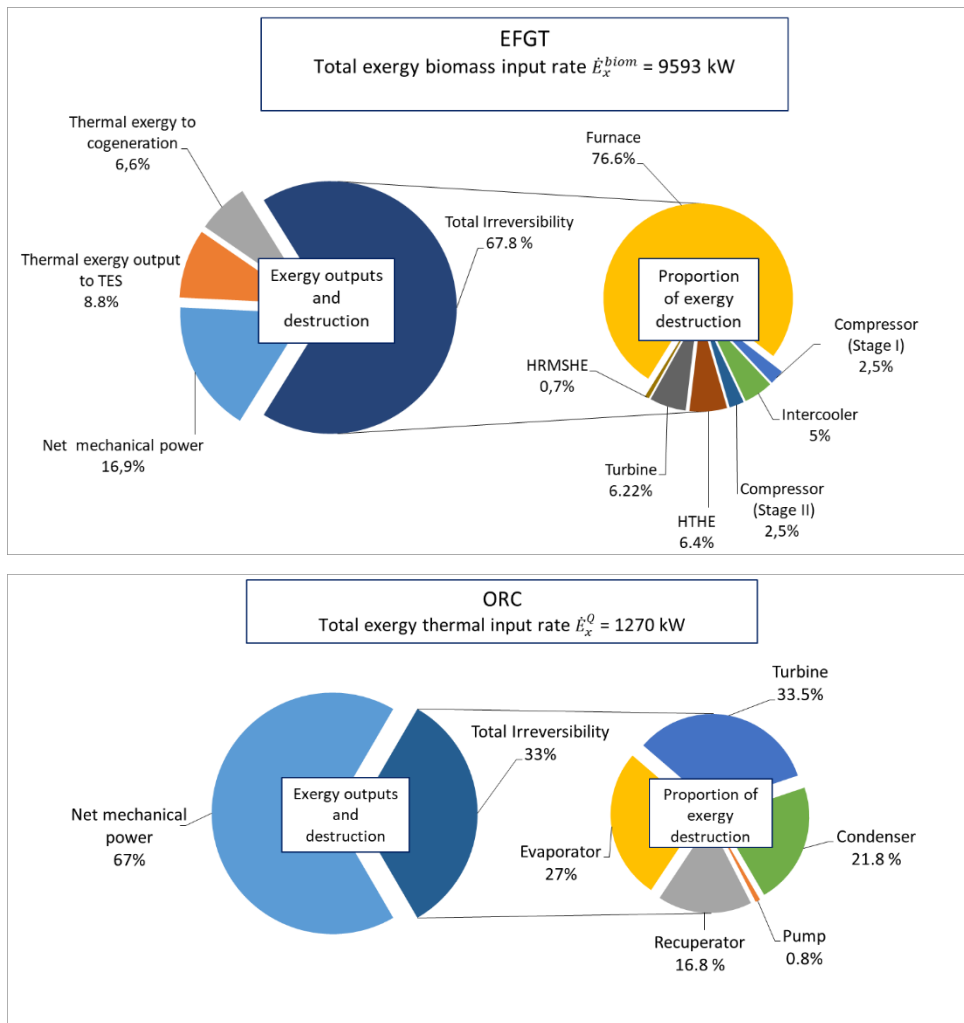 EFGT
Total exergy biomass input rate Ėₓᵇⁱᵒᵐ = 9593 kW
Thermal exergy to
cogeneration
6,6%
Furnace
76.6%
Total Irreversibility
67.8 %
Thermal exergy output
to TES
8.8%
Exergy outputs
and
destruction
Proportion
of exergy
destruction
Compressor
(Stage I)
2,5%
HRMSHE
0,7%
Intercooler
5%
Net mechanical power
16,9%
Turbine
6.22%
Compressor
(Stage II)
2,5%
HTHE
6.4%
ORC
Total exergy thermal input rate Ėₓ^Q = 1270 kW
Turbine
33.5%
Total Irreversibility
33%
Net mechanical
power
67%
Exergy outputs
and
destruction
Proportion of
exergy
destruction
Evaporator
27%
Condenser
21.8 %
Recuperator
16.8 %
Pump
0.8%